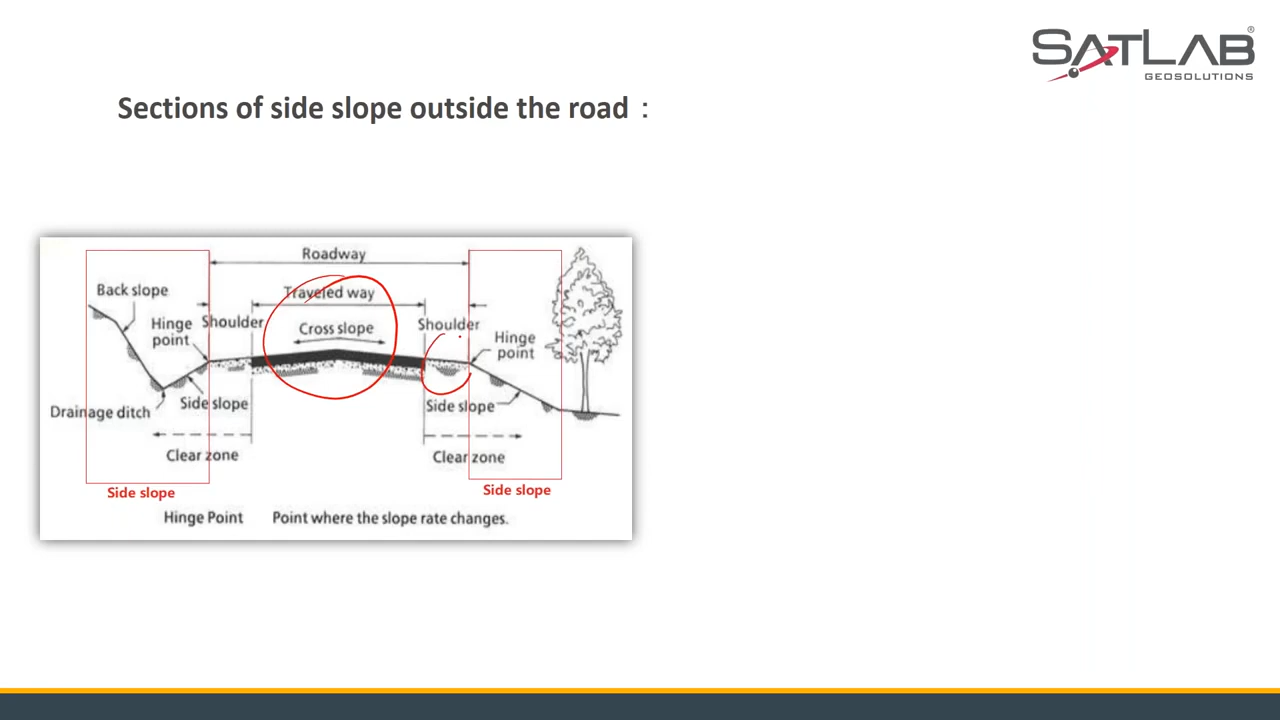 SATLAB®
GEOSOLUTIONS
Sections of side slope outside the road：
Roadway
Back slope
Traveled way
Hinge point
Shoulder
Cross slope
Shoulder
Hinge point
Drainage ditch
Side slope
Side slope
Clear zone
Clear zone
Side slope
Side slope
Hinge Point Point where the slope rate changes.